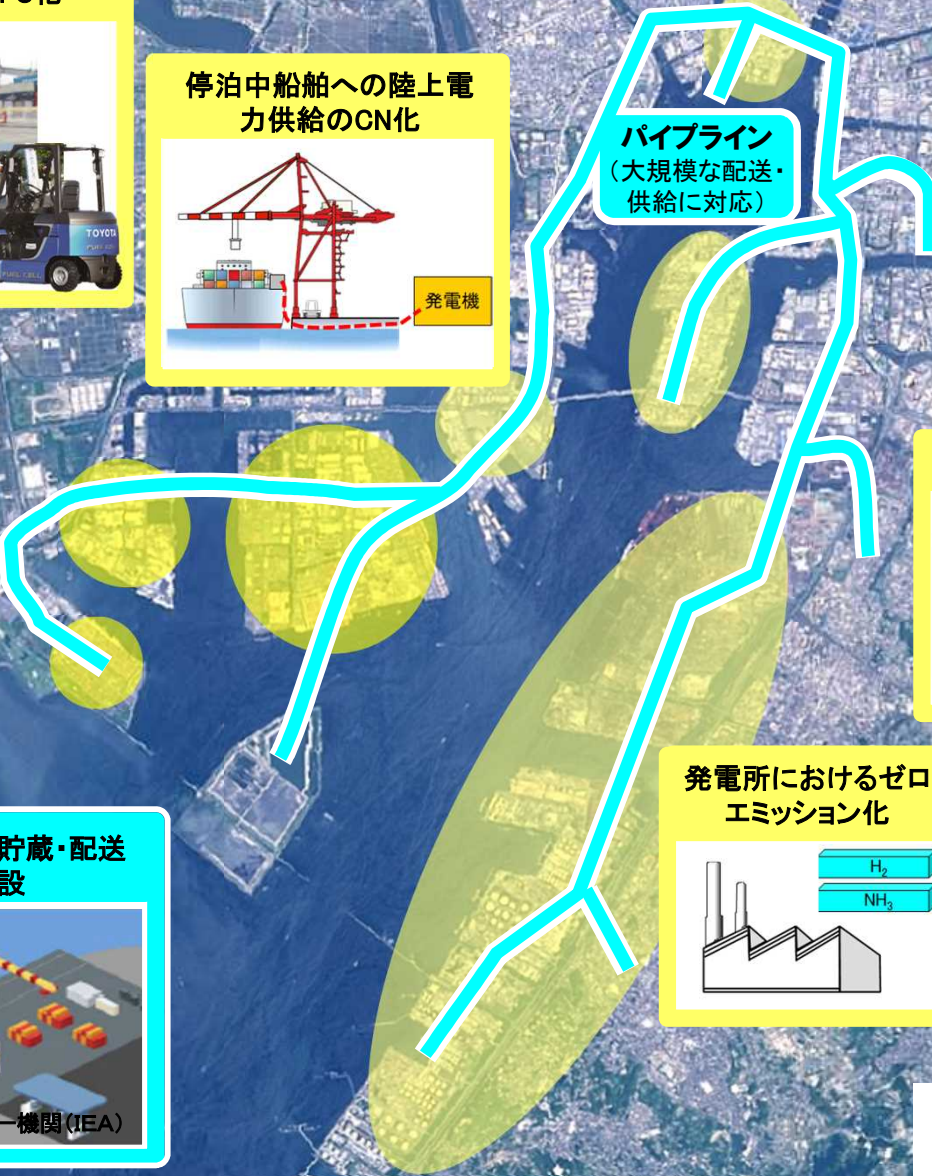 停泊中船舶への陸上電
力供給のCN化
発電機
パイプライン
(大規模な配送・
供給に対応)
TOYOTA
FUEL CELL
発電所におけるゼロ
エミッション化
H₂
NH₃
貯蔵・配送
設
ー機関(IEA)